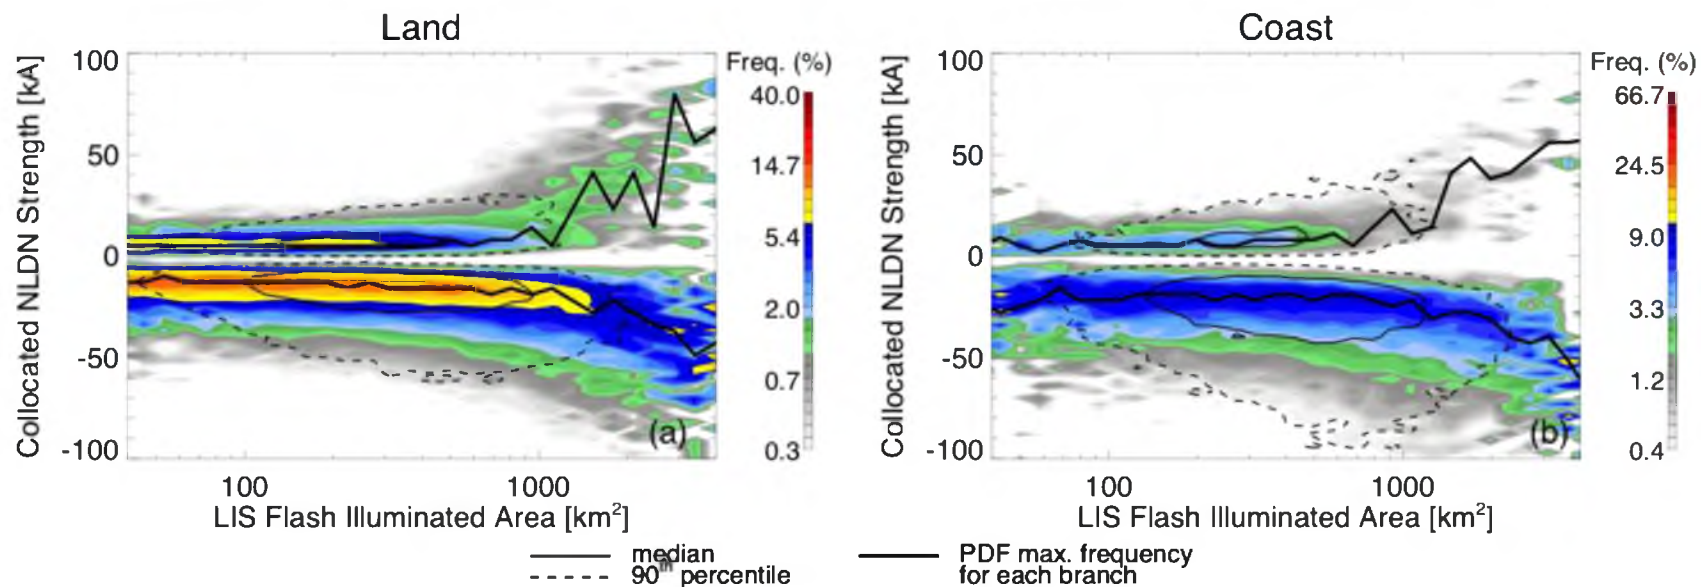 Land
Coast
Collocated NLDN Strength [kA]
100
50
0
-50
-100
(a)
Freq. (%)
40.0
14.7
5.4
2.0
0.7
0.3
100
1000
LIS Flash Illuminated Area [km²]
Collocated NLDN Strength [kA]
100
50
0
-50
-100
(b)
Freq. (%)
66.7
24.5
9.0
3.3
1.2
0.4
100
1000
LIS Flash Illuminated Area [km²]
median
90th percentile
PDF max. frequency
for each branch